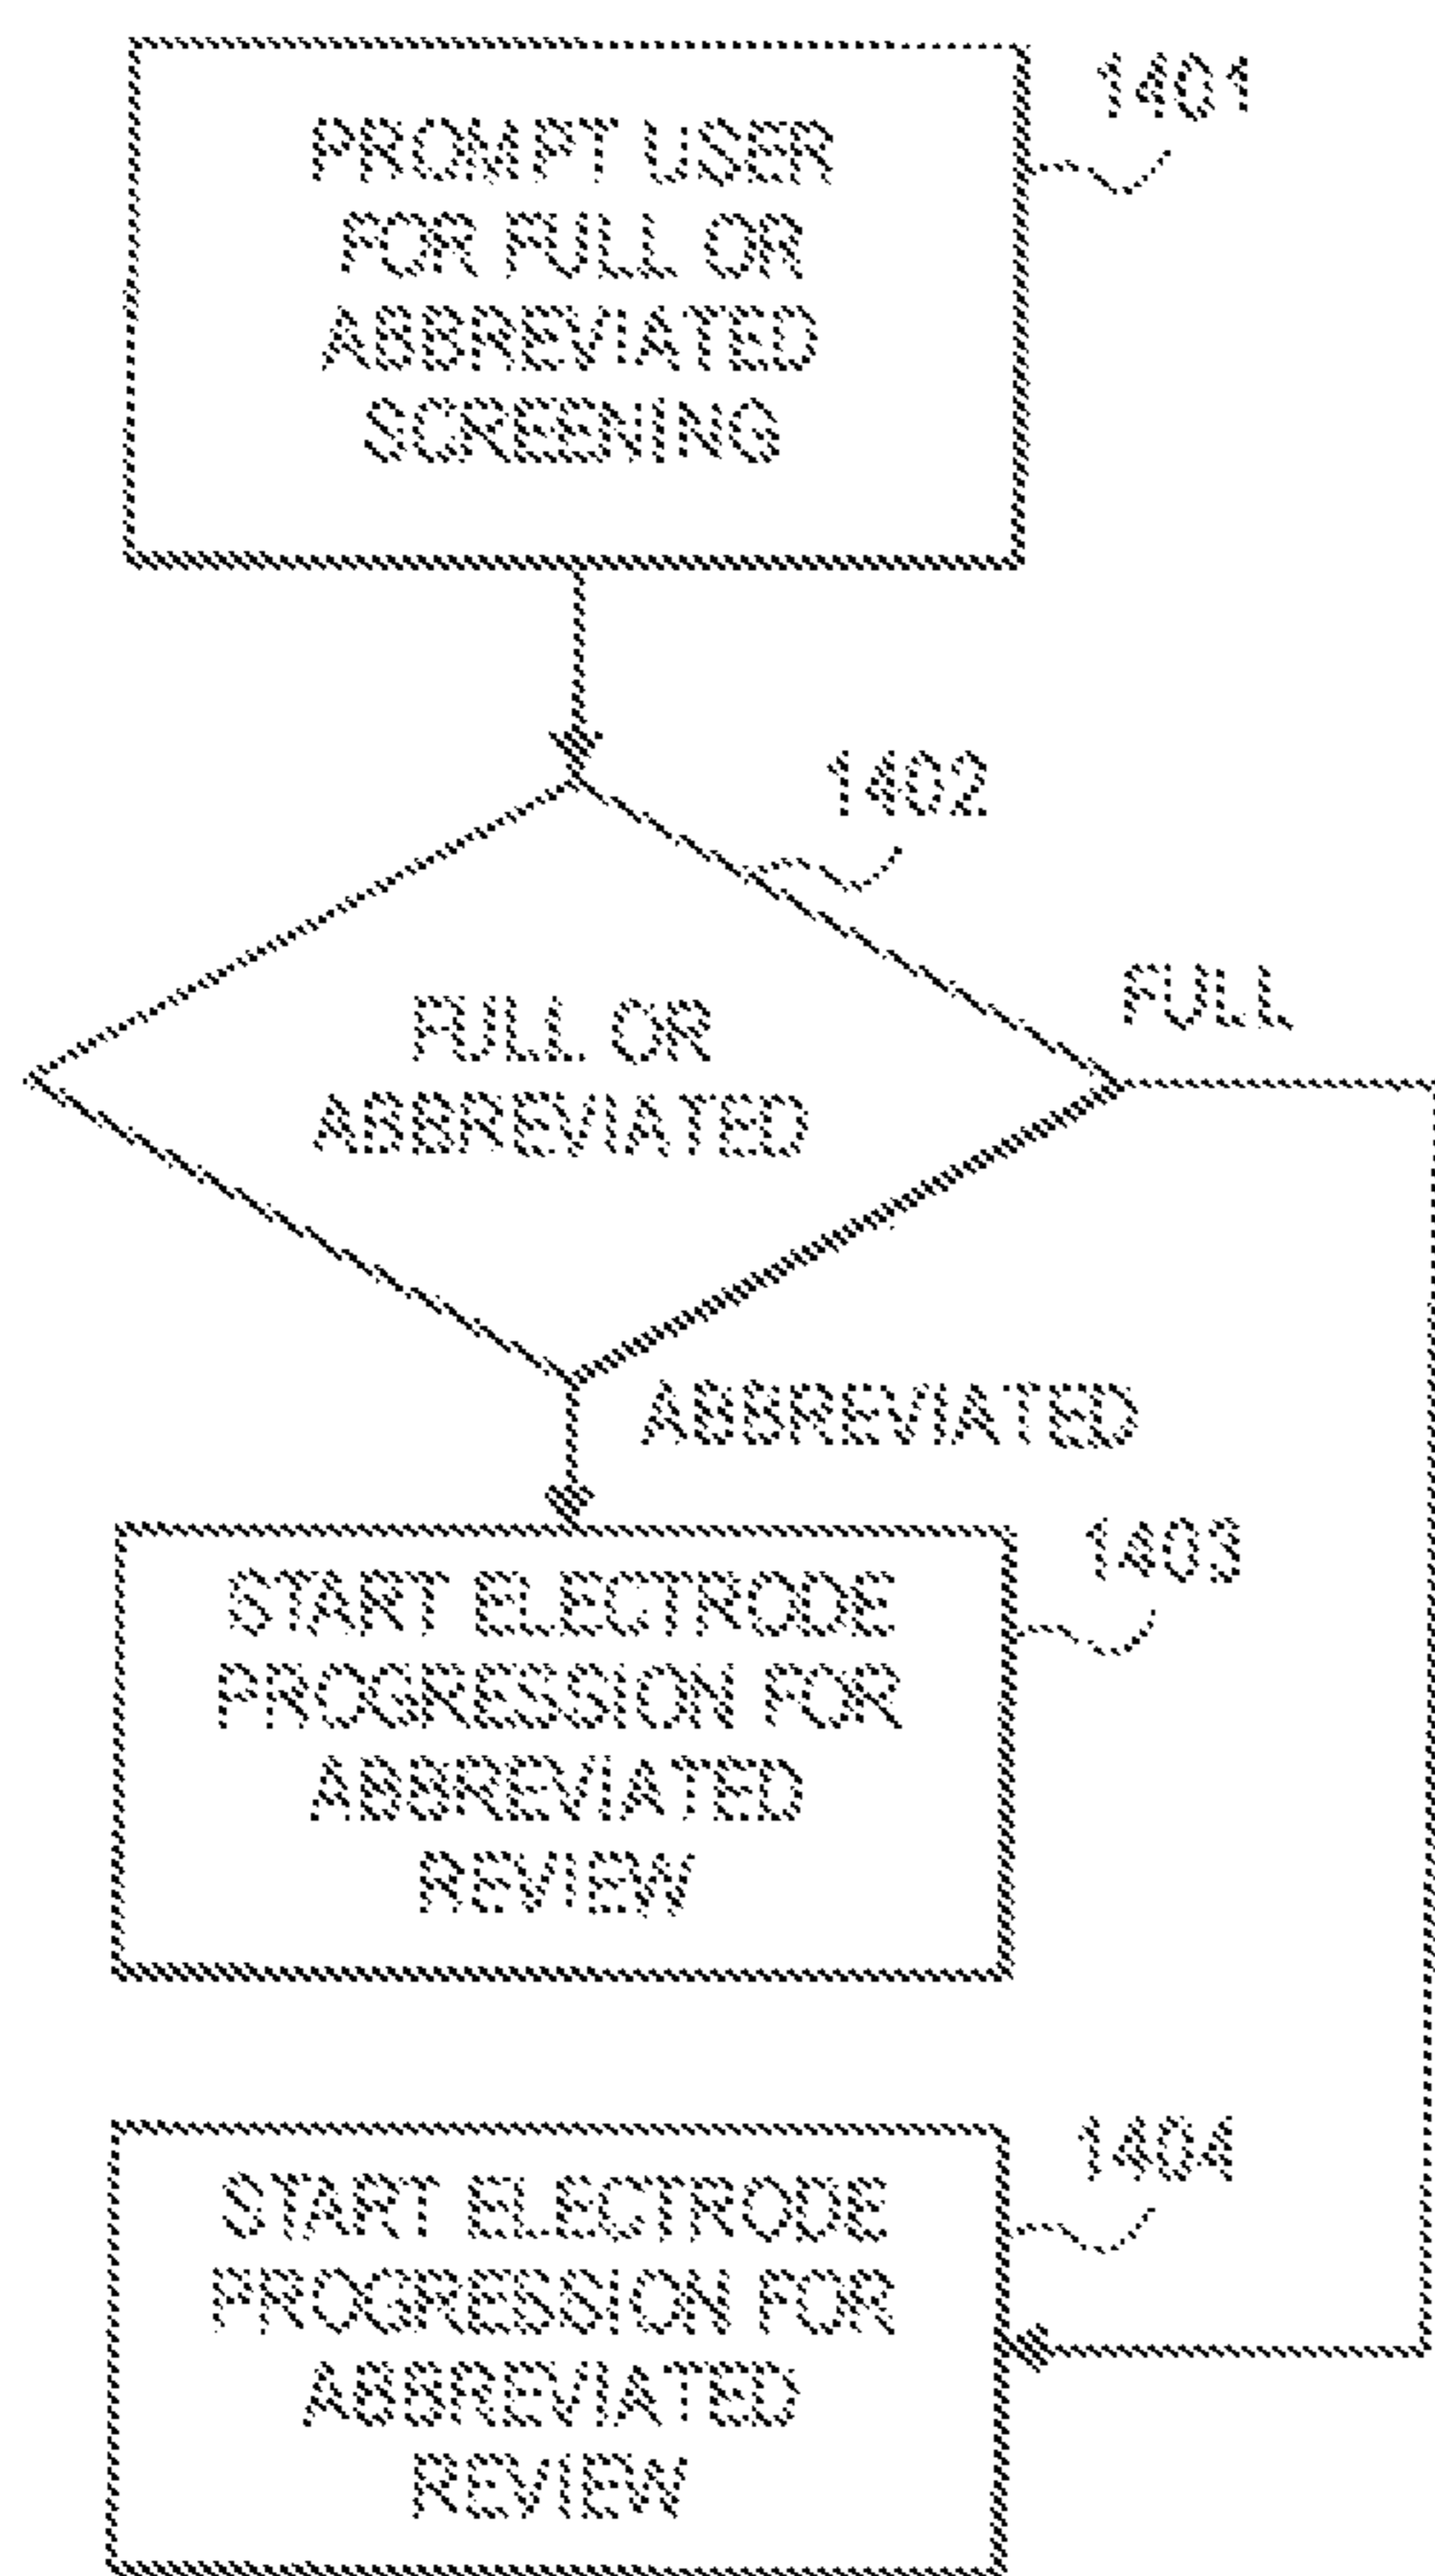 1401
PROMPT USER
FOR FULL OR
ABBREVIATED
SCREENING
1402
FULL OR
ABBREVIATED
FULL
ABBREVIATED
1403
START ELECTRODE
PROGRESSION FOR
ABBREVIATED
REVIEW
1404
START ELECTRODE
PROGRESSION FOR
ABBREVIATED
REVIEW